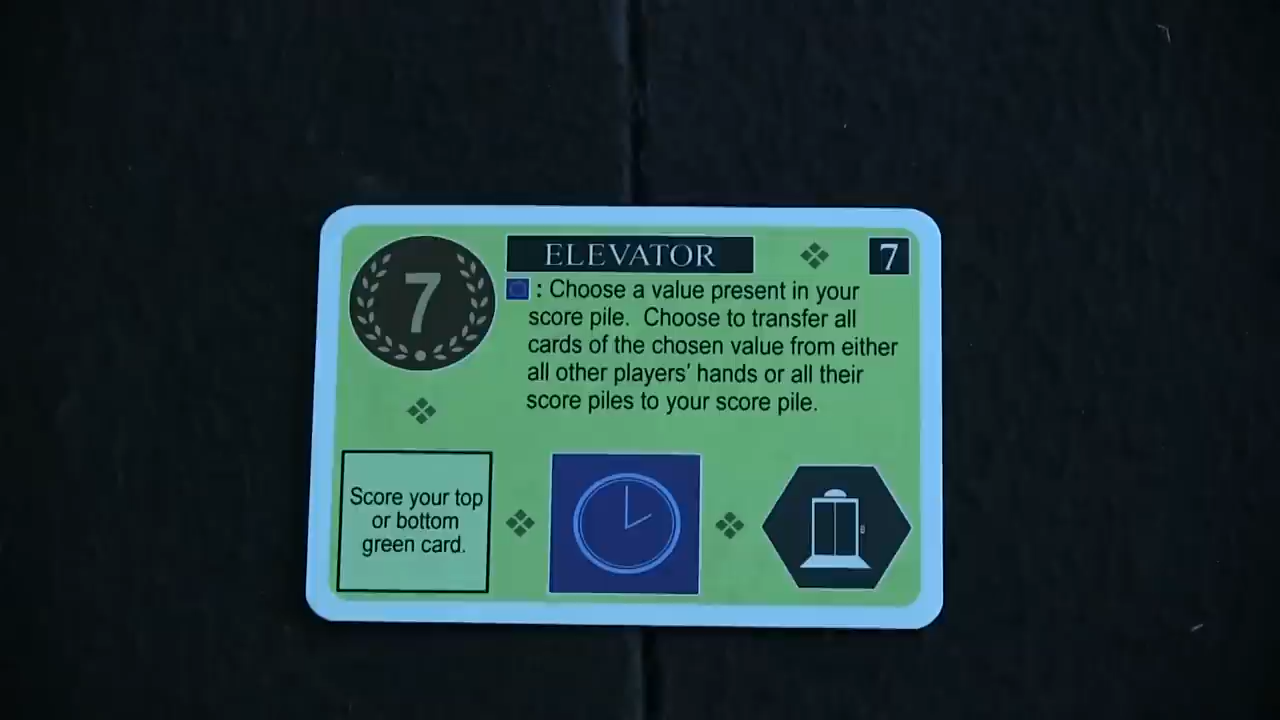 7
ELEVATOR
7
: Choose a value present in your
score pile. Choose to transfer all
cards of the chosen value from either
all other players' hands or all their
score piles to your score pile.
Score your top
or bottom
green card.